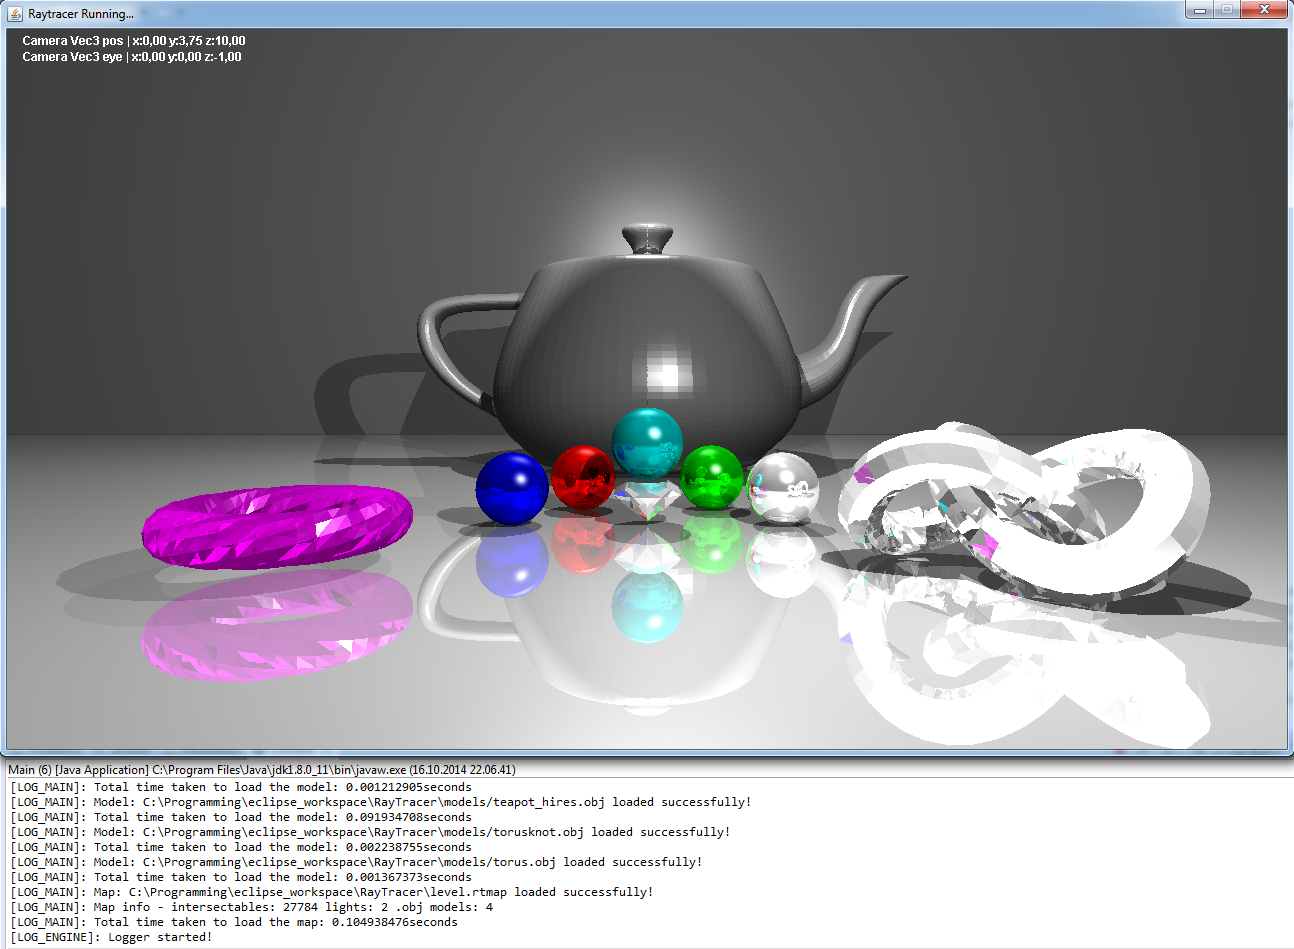 Raytracer Running...
Camera Vec3 pos | x:0,00 y:3,75 z:10,00
Camera Vec3 eye | x:0,00 y:0,00 z:-1,00
Main (6) [Java Application] C:\Program Files\Java\jdk1.8.0_11\bin\javaw.exe (16.10.2014 22.06.41)
[LOG_MAIN]: Total time taken to load the model: 0.001212905seconds
[LOG_MAIN]: Model: C:\Programming\eclipse_workspace\RayTracer\models/teapot_hires.obj loaded successfully!
[LOG_MAIN]: Total time taken to load the model: 0.091934708seconds
[LOG_MAIN]: Model: C:\Programming\eclipse_workspace\RayTracer\models/torusknot.obj loaded successfully!
[LOG_MAIN]: Total time taken to load the model: 0.002238755seconds
[LOG_MAIN]: Model: C:\Programming\eclipse_workspace\RayTracer\models/torus.obj loaded successfully!
[LOG_MAIN]: Total time taken to load the model: 0.001367373seconds
[LOG_MAIN]: Map: C:\Programming\eclipse_workspace\RayTracer\level.rtmap loaded successfully!
[LOG_MAIN]: Map info - intersectables: 27784 lights: 2 .obj models: 4
[LOG_MAIN]: Total time taken to load the map: 0.104938476seconds
[LOG_ENGINE]: Logger started!